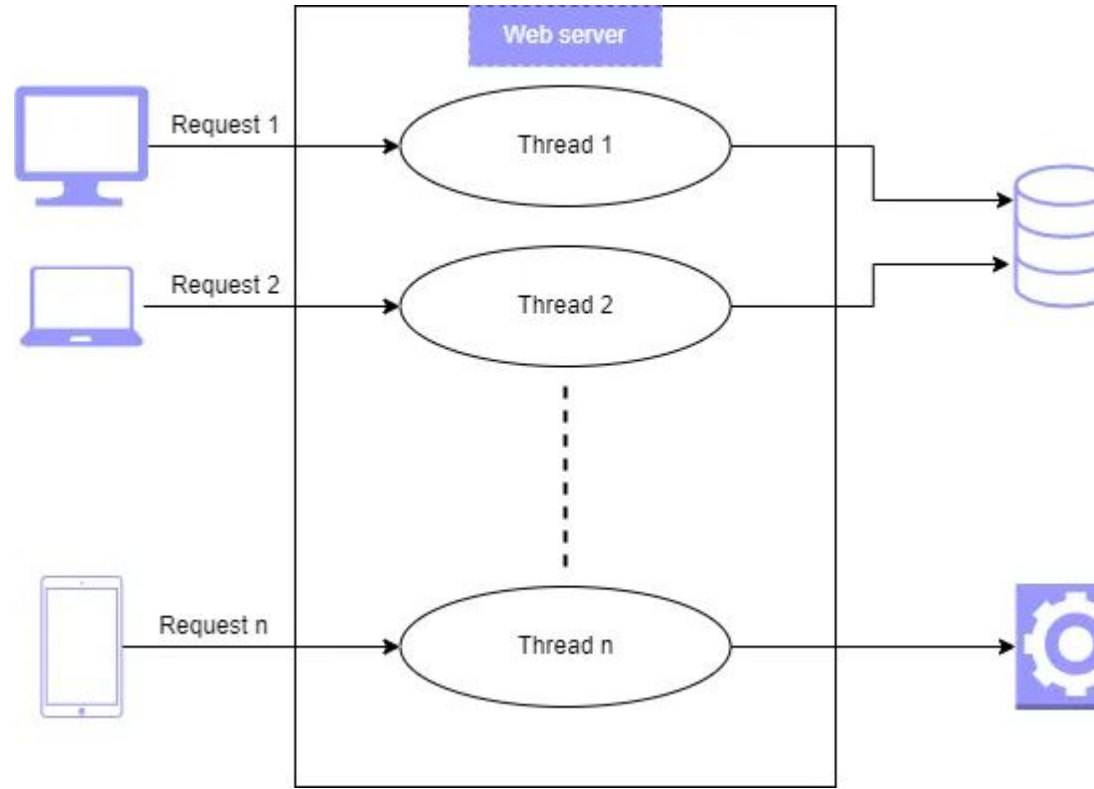 Web server
Request 1
Thread 1
Request 2
Thread 2
Request n
Thread n